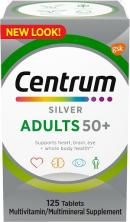 NEW LOOK!
gsk
Centrum
SILVER
ADULTS 50+
Supports heart, brain, eye
+ whole body health^
125 Tablets
Multivitamin/Multimineral Supplement